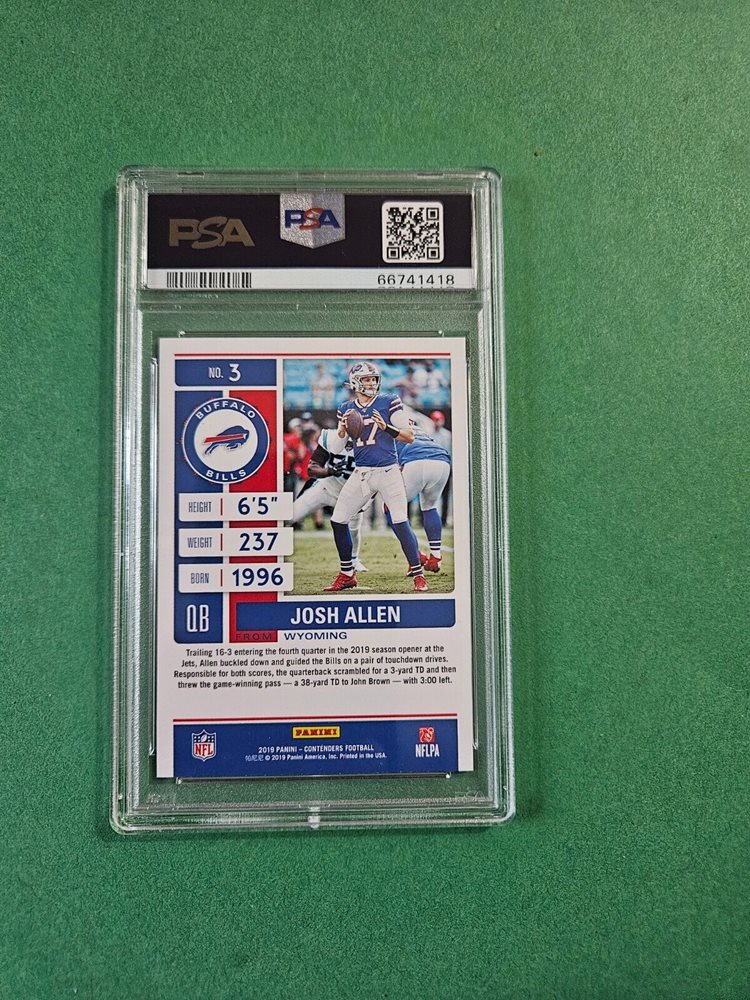 PSA
PSA
66741418
NO. 3
BUFFALO
BILLS
HEIGHT 6'5"
WEIGHT 237
BORN 1996
17
QB
JOSH ALLEN
FROM WYOMING
Trailing 16-3 entering the fourth quarter in the 2019 season opener at the
Jets, Allen buckled down and guided the Bills on a pair of touchdown drives.
Responsible for both scores, the quarterback scrambled for a 3-yard TD and then
threw the game-winning pass — a 38-yard TD to John Brown — with 3:00 left.
NFL
PANINI
NFLPA
2019 PANINI – CONTENDERS FOOTBALL
帕尼尼 © 2019 Panini America, Inc. Printed in the USA.